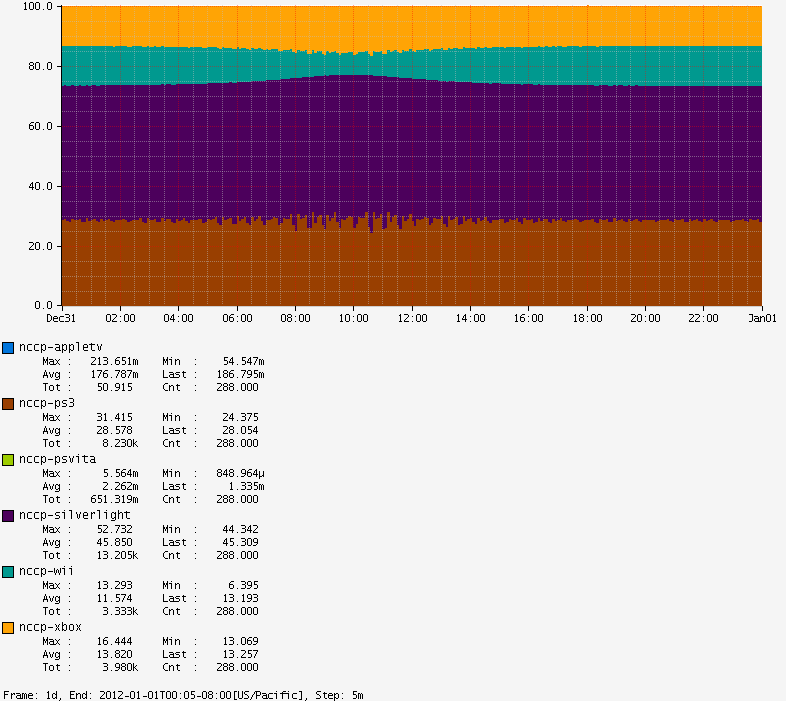 100.0
80.0
60.0
40.0
20.0
0.0
Dec31 02:00 04:00 06:00 08:00 10:00 12:00 14:00 16:00 18:00 20:00 22:00 Jan01
nccp-appletv
Max : 213.651m Min : 54.547m
Avg : 176.787m Last : 186.795m
Tot : 50.915 Cnt : 288.000
nccp-ps3
Max : 31.415 Min : 24.375
Avg : 28.578 Last : 28.054
Tot : 8.230k Cnt : 288.000
nccp-psvita
Max : 5.564m Min : 848.964µ
Avg : 2.262m Last : 1.335m
Tot : 651.319m Cnt : 288.000
nccp-silverlight
Max : 52.732 Min : 44.342
Avg : 45.850 Last : 45.309
Tot : 13.205k Cnt : 288.000
nccp-wii
Max : 13.293 Min : 6.395
Avg : 11.574 Last : 13.193
Tot : 3.333k Cnt : 288.000
nccp-xbox
Max : 16.444 Min : 13.069
Avg : 13.820 Last : 13.257
Tot : 3.980k Cnt : 288.000
Frame: 1d, End: 2012-01-01T00:05-08:00[US/Pacific], Step: 5m